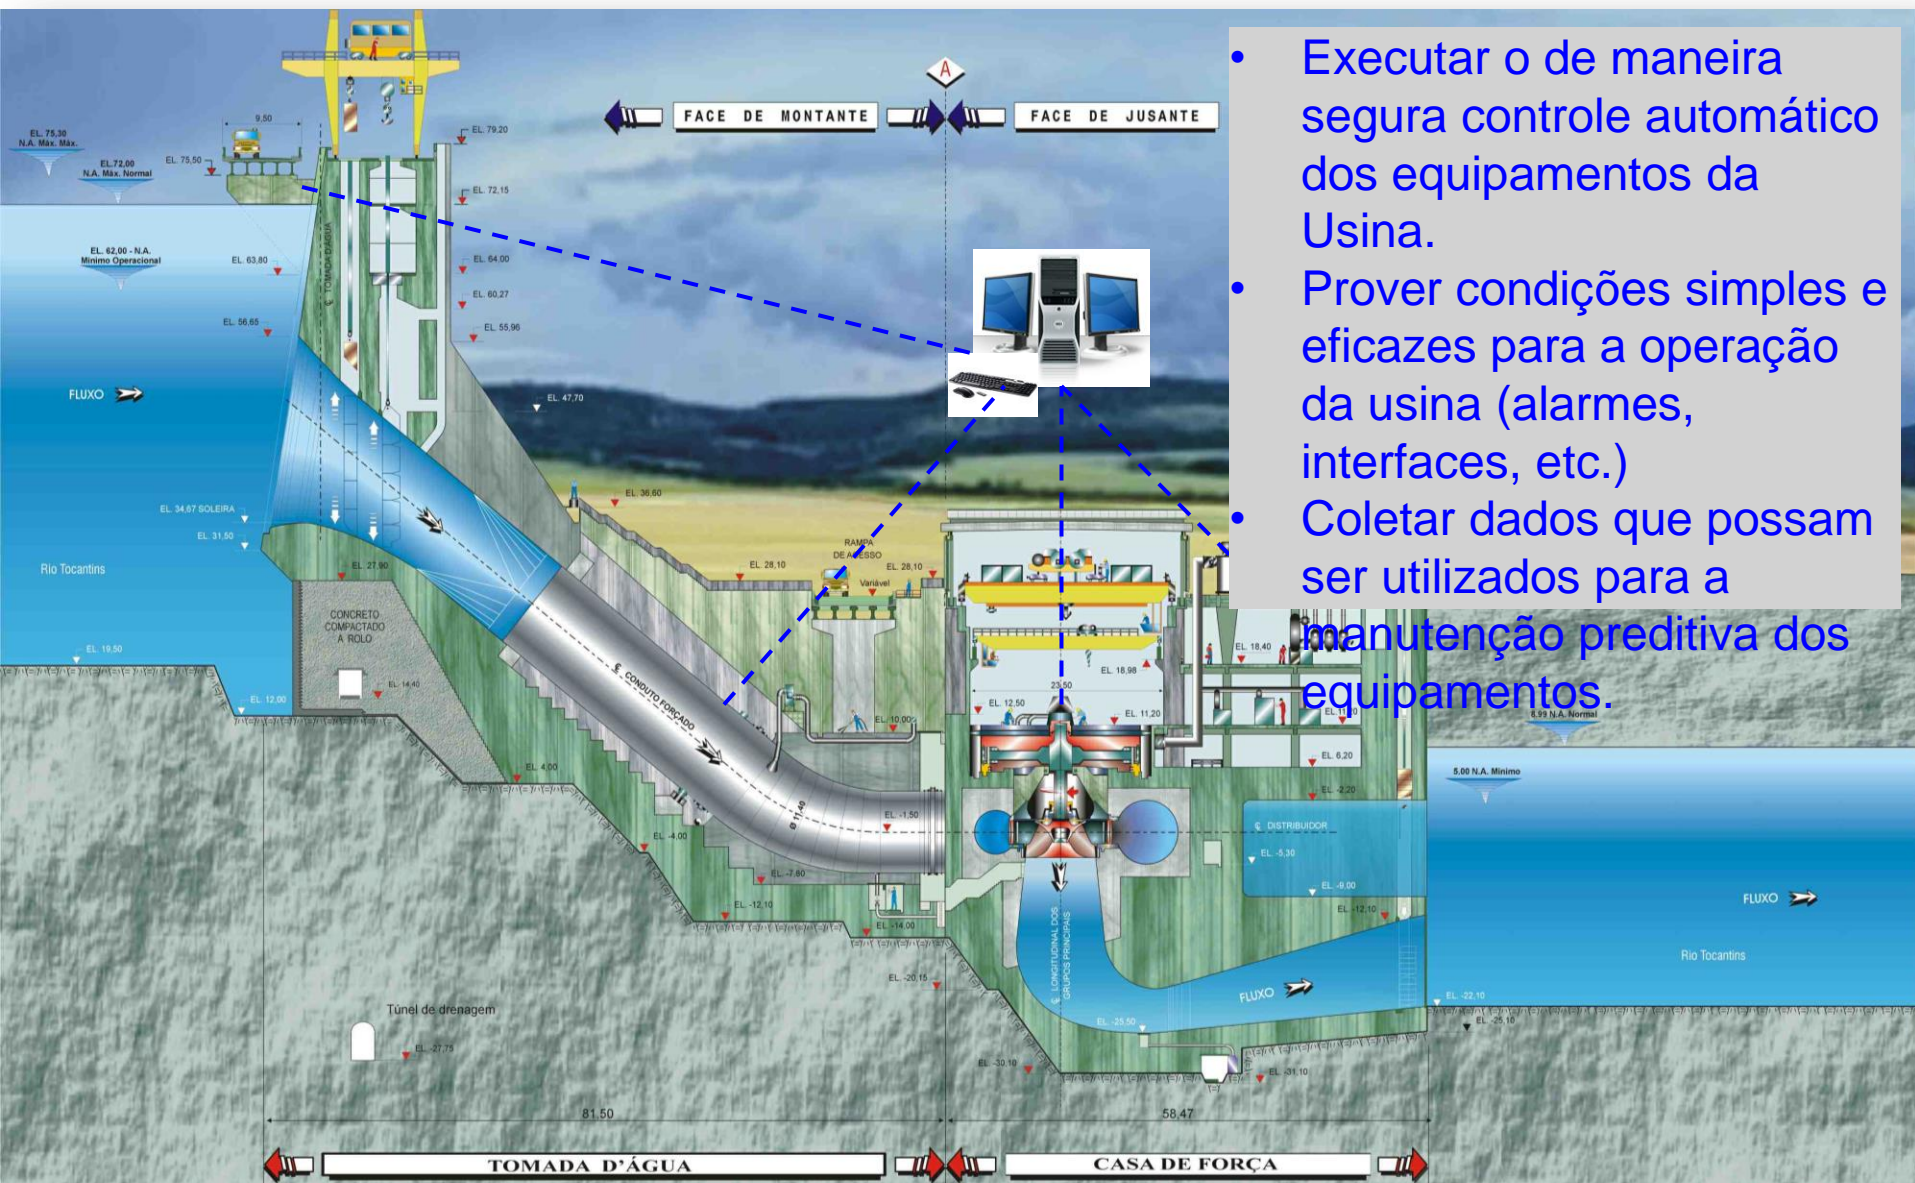 • Executar o de maneira
segura controle automático
dos equipamentos da
Usina.
• Prover condições simples e
eficazes para a operação
da usina (alarmes,
interfaces, etc.)
• Coletar dados que possam
ser utilizados para a
manutenção preditiva dos
equipamentos.
A
FACE DE MONTANTE
FACE DE JUSANTE
9,50
EL. 75,30
N.A. Máx. Máx.
EL.72.00
N.A. Máx. Normal
EL. 75,50
EL. 79,20
EL. 72,15
EL. 62,00 - N.A.
Mínimo Operacional
EL. 63,80
EL. 64,00
EL. 60,27
EL. 56,65
EL. 55,96
℄ TOMADA D'ÁGUA
FLUXO
EL. 47,70
EL. 36,60
EL. 34,67 SOLEIRA
EL. 31,50
Rio Tocantins
EL. 27,90
CONCRETO
COMPACTADO
A ROLO
EL. 28,10
RAMPA
DE ACESSO
Variável
EL. 28,10
EL. 19,50
EL. 14,40
EL. 12,00
℄ CONDUTO FORÇADO
EL. 10,00
EL. 12,50
23,50
EL. 18,98
EL. 11,20
EL. 18,40
EL. 6,20
6.99 N.A. Normal
5.00 N.A. Mínimo
EL. 4,00
Ø 11,40
EL. -1,50
EL. -2,20
℄ DISTRIBUIDOR
EL. -4,00
EL. -5,30
EL. -7,60
EL. -9,00
EL. -12,10
EL. -12,10
EL. -14,00
FLUXO
Rio Tocantins
℄ LONGITUDINAL DOS
GRUPOS PRINCIPAIS
EL. -20,15
FLUXO
EL. -22,10
EL. -25,10
EL. -25,50
Túnel de drenagem
EL. -27,75
EL. -30,10
EL. -31,10
81,50
58,47
TOMADA D'ÁGUA
CASA DE FORÇA